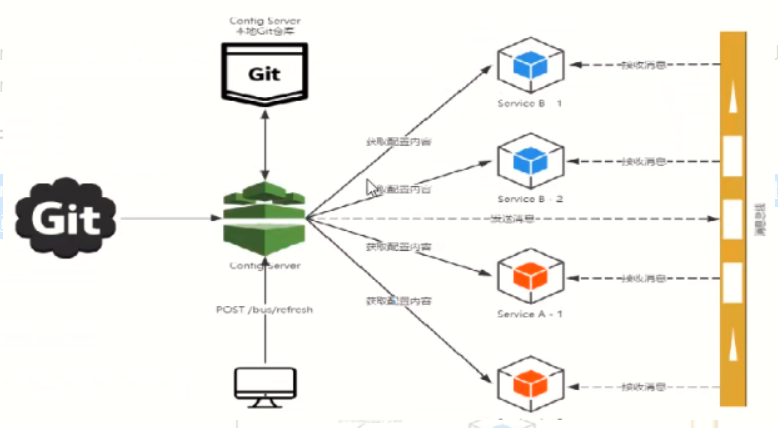 Config Server
本地Git仓库
Git
Service B - 1
接收消息
获取配置内容
接收消息
获取配置内容
Service B - 2
Git
发送消息
消息总线
Config Server
获取配置内容
接收消息
获取配置内容
POST /bus/refresh
Service A - 1
接收消息